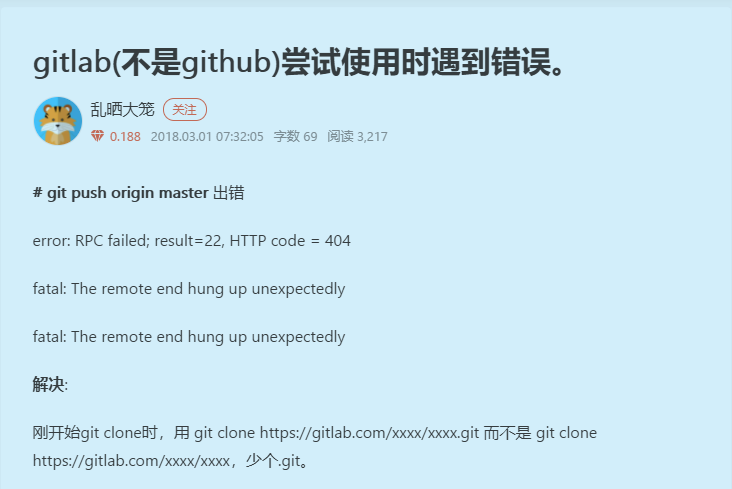 gitlab(不是github)尝试使用时遇到错误。
乱晒大笼 关注
0.188 2018.03.01 07:32:05 字数 69 阅读 3,217
# git push origin master 出错
error: RPC failed; result=22, HTTP code = 404
fatal: The remote end hung up unexpectedly
fatal: The remote end hung up unexpectedly
解决:
刚开始git clone时，用 git clone https://gitlab.com/xxxx/xxxx.git 而不是 git clone
https://gitlab.com/xxxx/xxxx，少个.git。